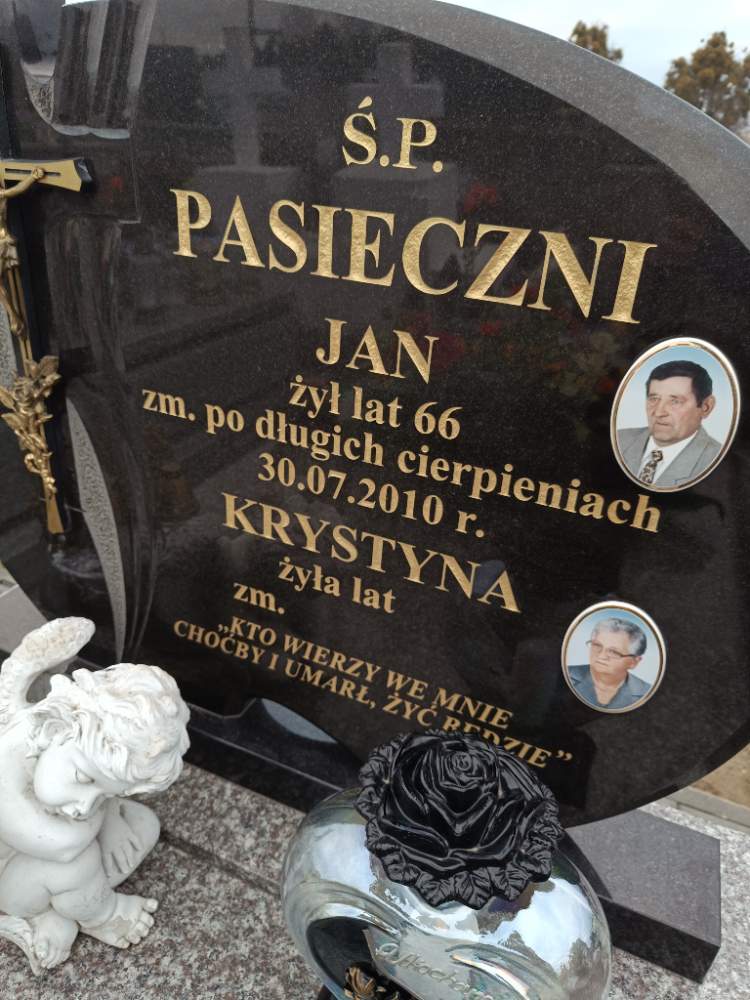 Ś.P.
PASIECZNI
JAN
żył lat 66
zm. po długich cierpieniach
30.07.2010 r.
KRYSTYNA
żyła lat
zm.
„KTO WIERZY WE MNIE
CHOĆBY I UMARŁ, ŻYĆ BĘDZIE”